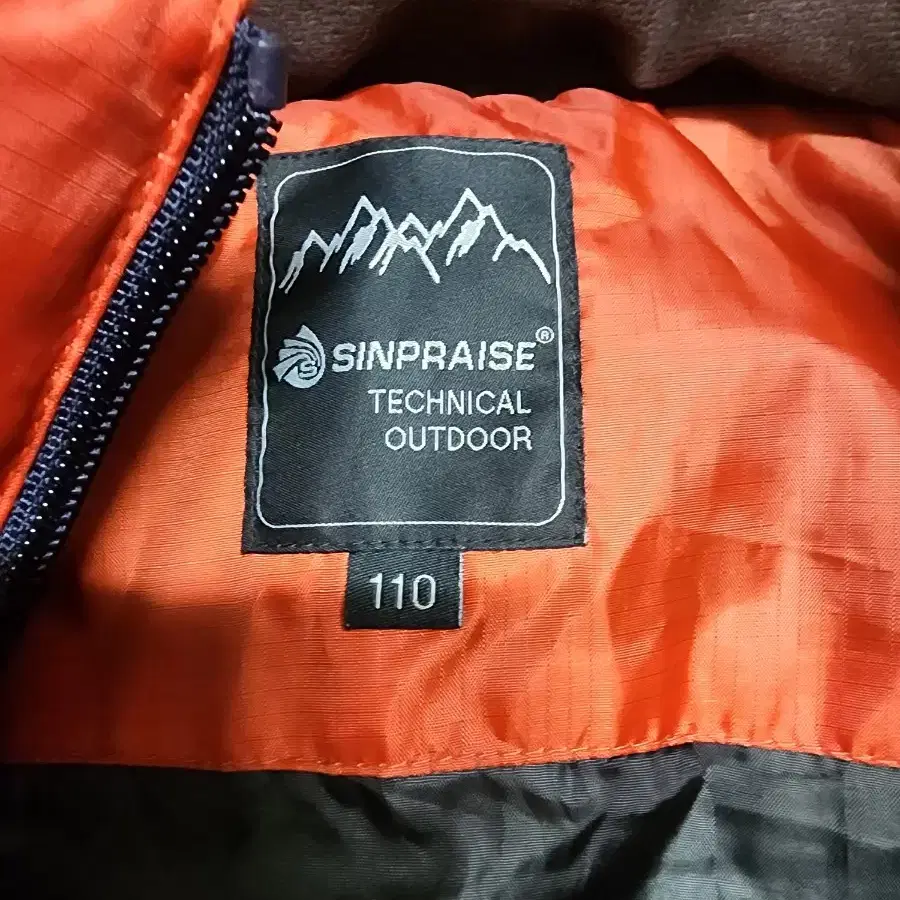 SINPRAISE®
TECHNICAL
OUTDOOR
110